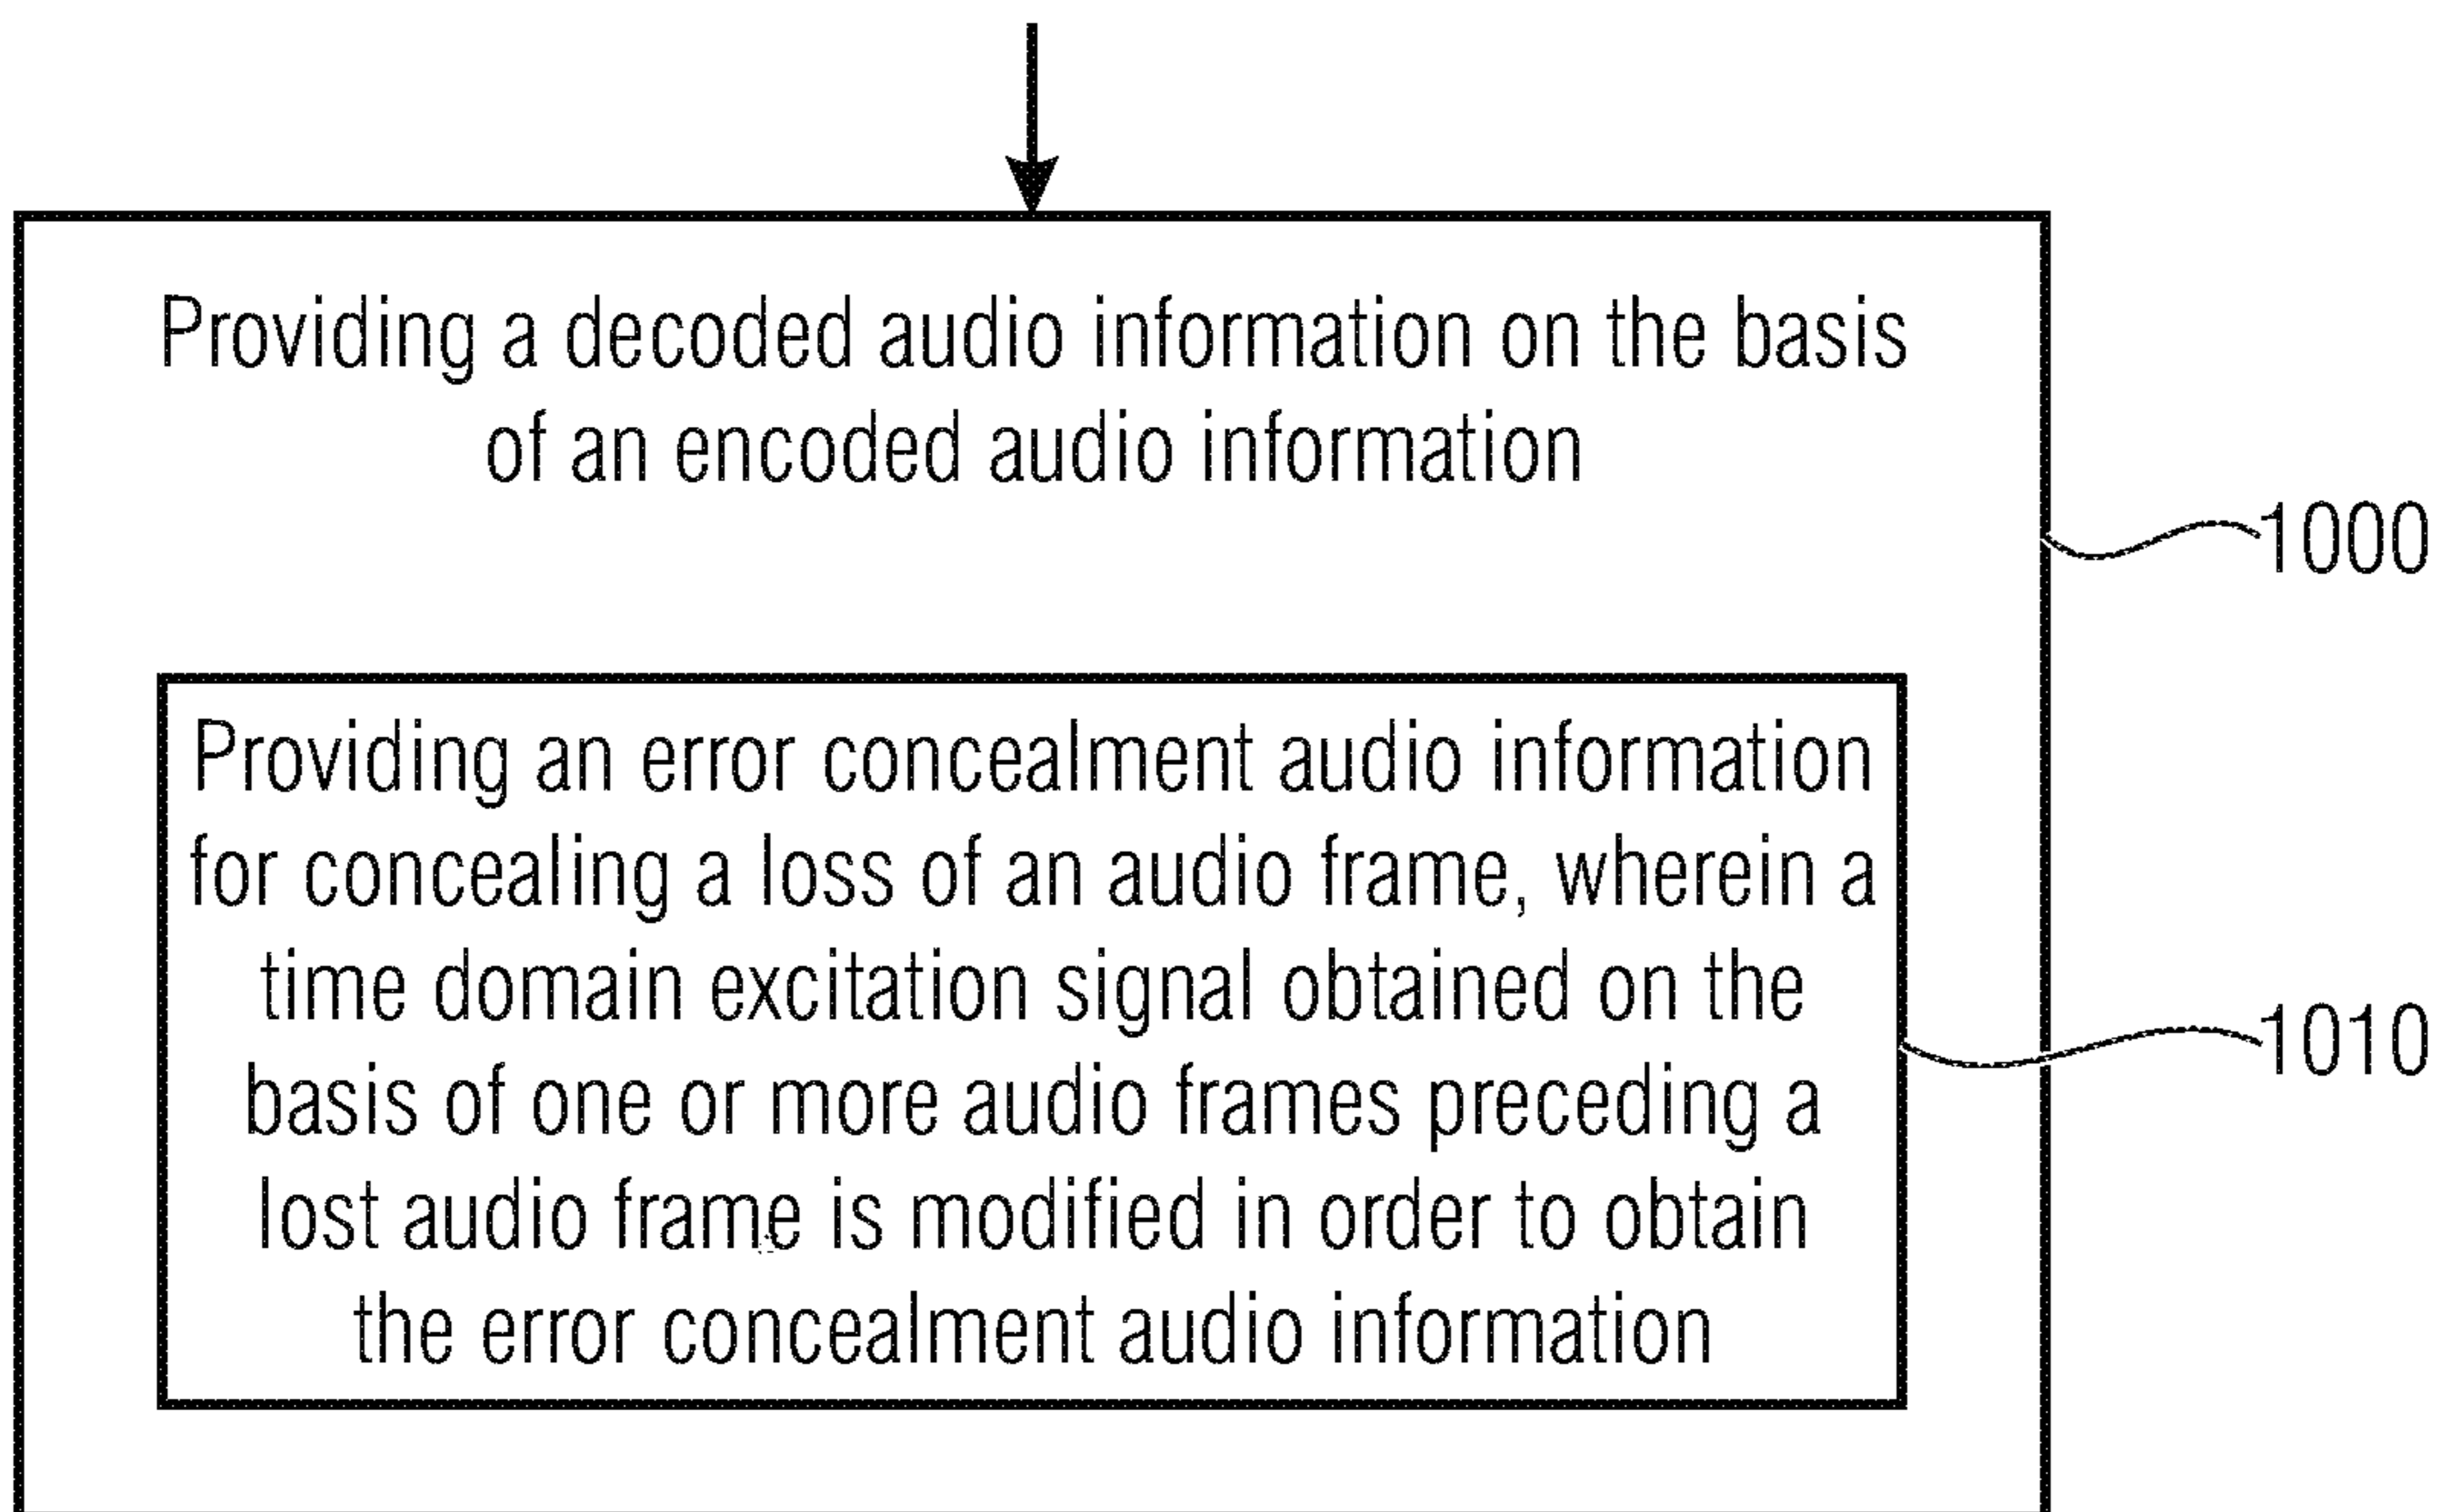 Providing a decoded audio information on the basis
of an encoded audio information
1000
Providing an error concealment audio information
for concealing a loss of an audio frame, wherein a
time domain excitation signal obtained on the
basis of one or more audio frames preceding a
lost audio frame is modified in order to obtain
the error concealment audio information
1010